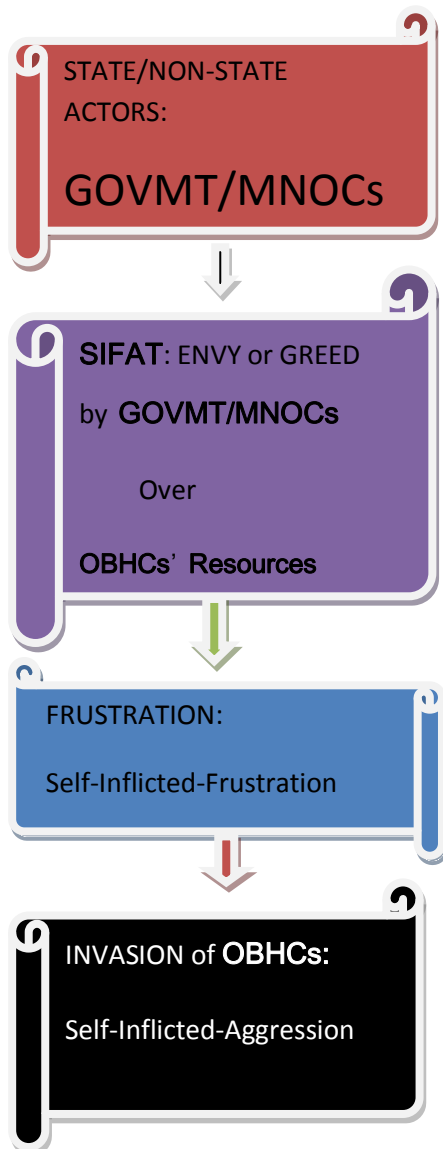 STATE/NON-STATE
ACTORS:
GOVMT/MNOCs
SIFAT: ENVY or GREED
by GOVMT/MNOCs
Over
OBHCs' Resources
FRUSTRATION:
Self-Inflicted-Frustration
INVASION of OBHCs:
Self-Inflicted-Aggression